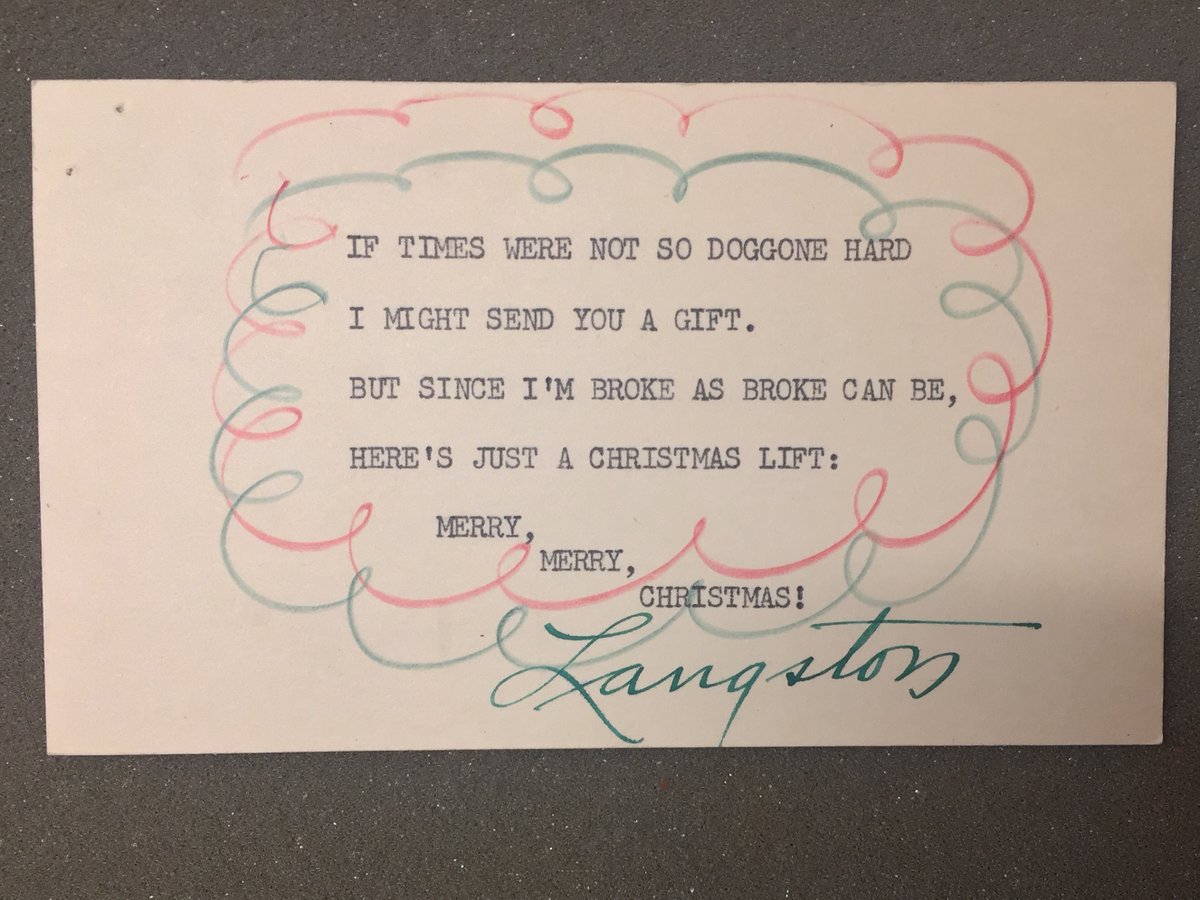 IF TIMES WERE NOT SO DOGGONE HARD
I MIGHT SEND YOU A GIFT.
BUT SINCE I'M BROKE AS BROKE CAN BE,
HERE'S JUST A CHRISTMAS LIFT:
MERRY,
MERRY,
CHRISTMAS!
Langston